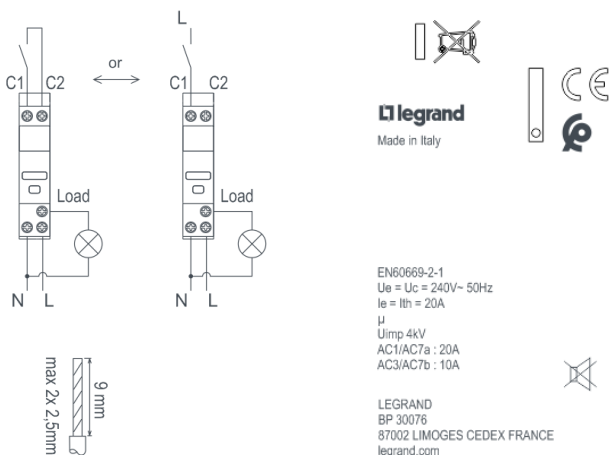 L
or
C1 C2
C1 C2
Load
Load
N L
N L
max 2x 2,5mm
9 mm
legrand
Made in Italy
CE
EN60669-2-1
Ue = Uc = 240V~ 50Hz
Ie = Ith = 20A
µ
Uimp 4kV
AC1/AC7a : 20A
AC3/AC7b : 10A
LEGRAND
BP 30076
87002 LIMOGES CEDEX FRANCE
legrand.com